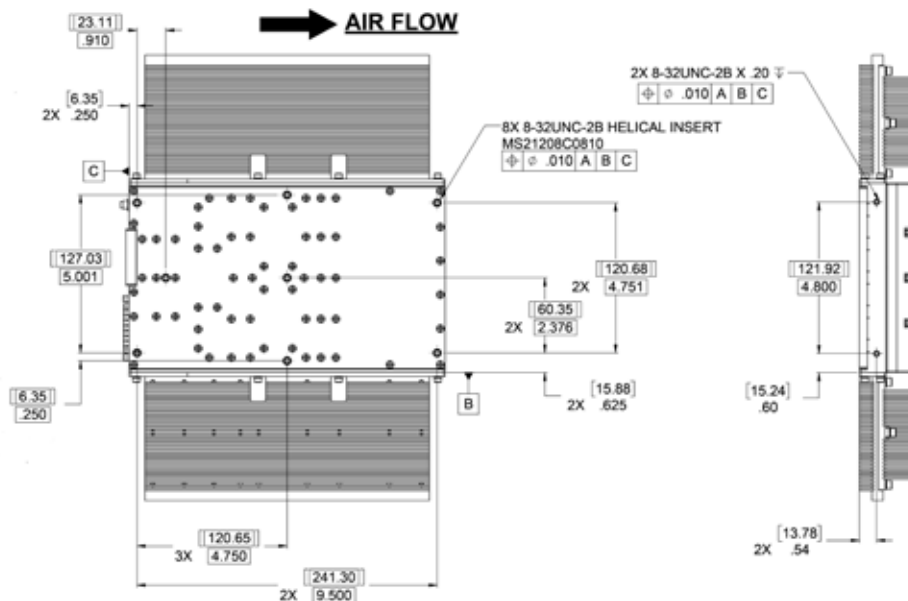 [23.11]
.910
AIR FLOW
[6.35]
2X .250
C
2X 8-32UNC-2B X .20 ↧
⌖ ⌀ .010 A B C
8X 8-32UNC-2B HELICAL INSERT
MS21208C0810
⌖ ⌀ .010 A B C
[127.03]
5.001
[120.68]
2X 4.751
[60.35]
2X 2.376
[121.92]
4.800
[6.35]
.250
[15.88]
2X .625
B
[15.24]
.60
[120.65]
3X 4.750
[241.30]
2X 9.500
[13.78]
2X .54